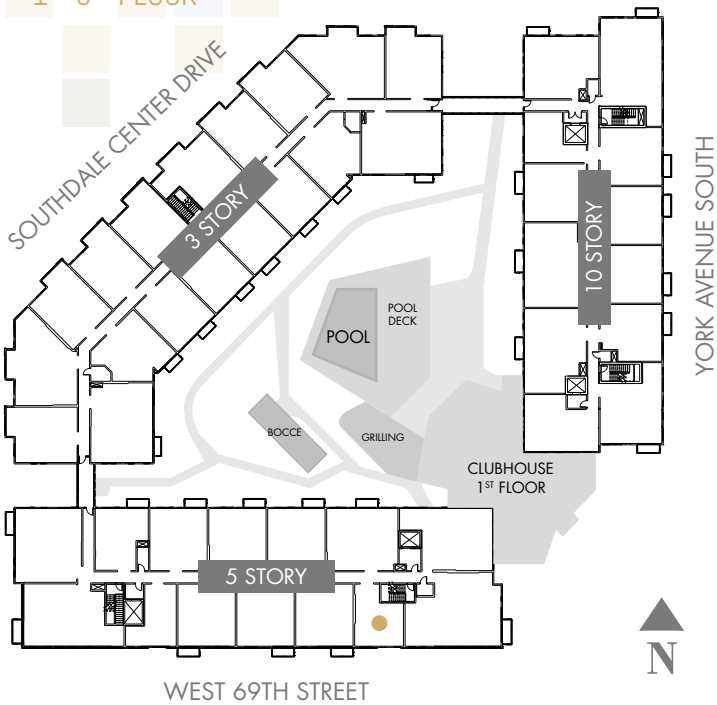 FLOOR
SOUTHDALE CENTER DRIVE
3 STORY
10 STORY
YORK AVENUE SOUTH
POOL
DECK
POOL
BOCCE
GRILLING
CLUBHOUSE
1ST FLOOR
5 STORY
N
WEST 69TH STREET